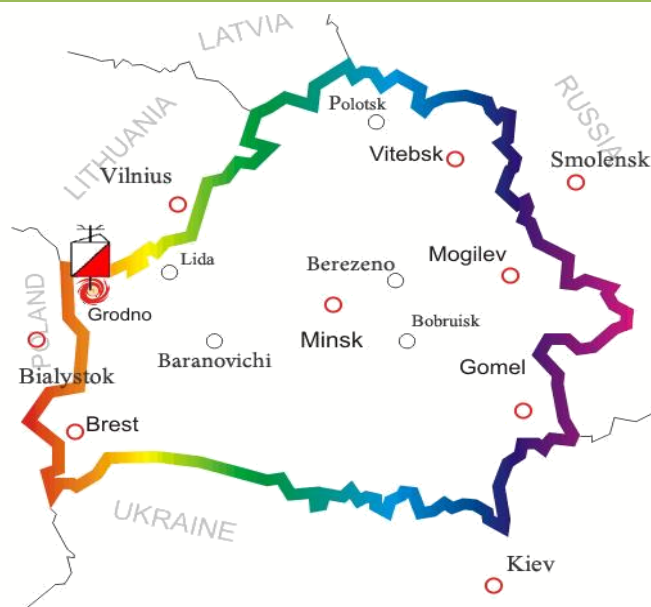 LATVIA
RUSSIA
LITHUANIA
Polotsk
Vitebsk
Smolensk
Vilnius
Mogilev
Lida
Berezeno
Grodno
Minsk
Bobruisk
POLAND
Baranovichi
Bialystok
Gomel
Brest
UKRAINE
Kiev